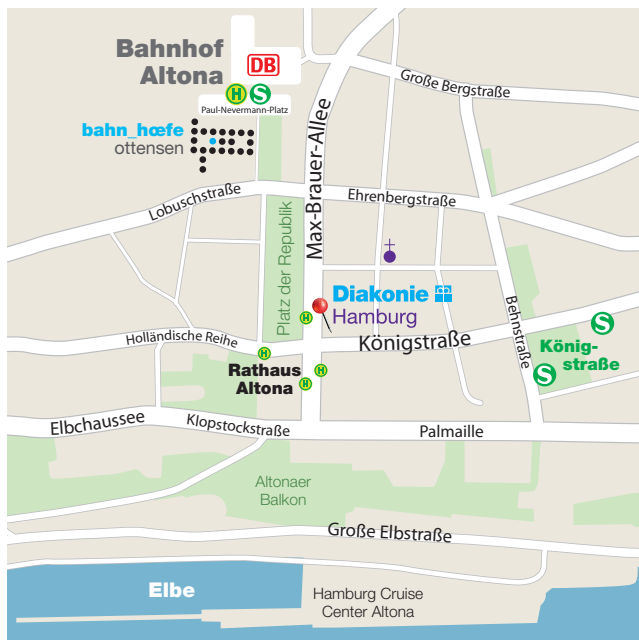 Bahnhof
Altona
DB
H
S
Paul-Nevermann-Platz
bahn_hœfe
ottensen
Große Bergstraße
Max-Brauer-Allee
Lobuschstraße
Ehrenbergstraße
Platz der Republik
Diakonie
Hamburg
H
Behnstraße
S
Holländische Reihe
Königstraße
König-
straße
H
S
Rathaus
Altona
H
H
Elbchaussee
Klopstockstraße
Palmaille
Altonaer
Balkon
Große Elbstraße
Elbe
Hamburg Cruise
Center Altona